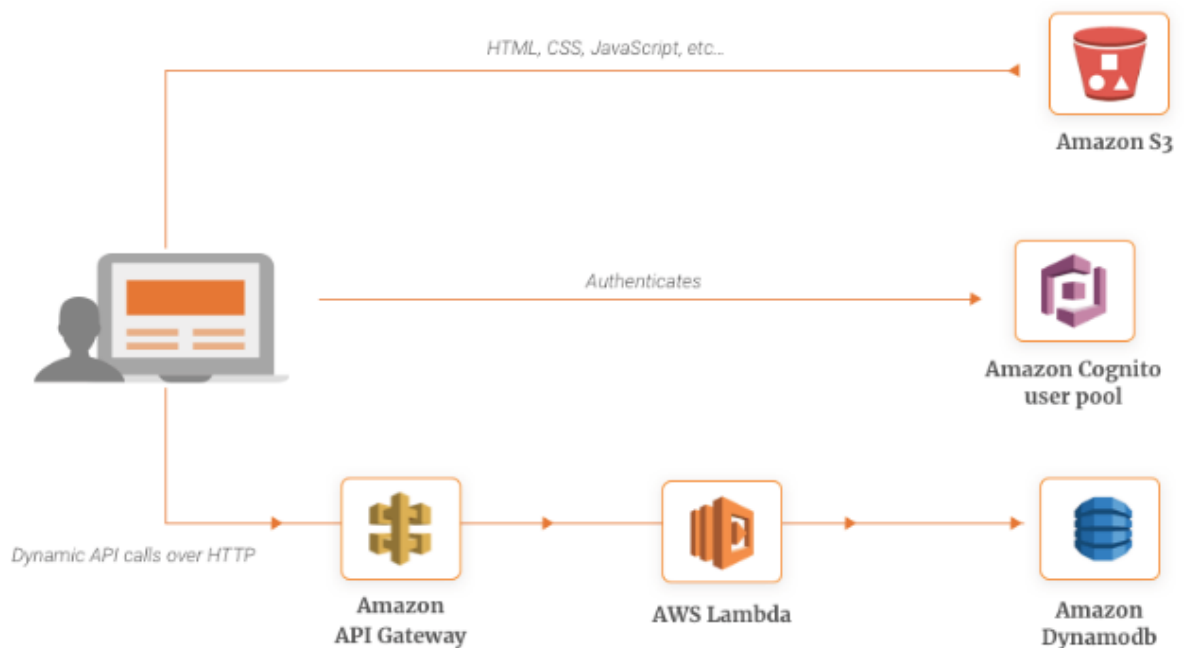 HTML, CSS, JavaScript, etc...
Amazon S3
Authenticates
Amazon Cognito
user pool
Dynamic API calls over HTTP
Amazon
API Gateway
AWS Lambda
Amazon
Dynamodb